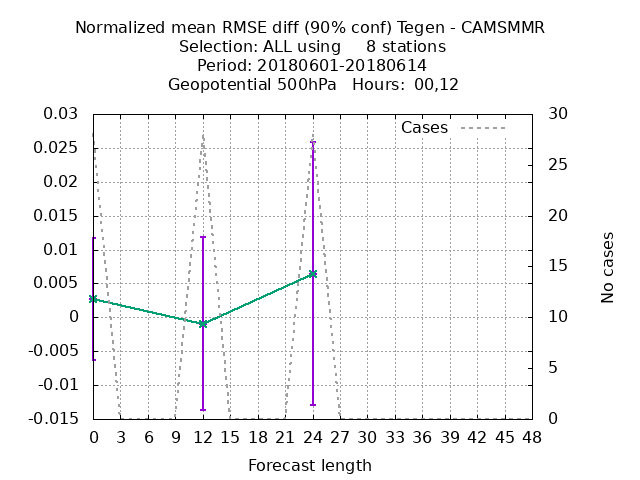 Normalized mean RMSE diff (90% conf) Tegen - CAMSMMR
Selection: ALL using     8 stations
Period: 20180601-20180614
Geopotential 500hPa   Hours:  00,12
Cases
0.03
0.025
0.02
0.015
0.01
0.005
0
-0.005
-0.01
-0.015
30
25
20
15
10
5
0
No cases
0 3 6 9 12 15 18 21 24 27 30 33 36 39 42 45 48
Forecast length